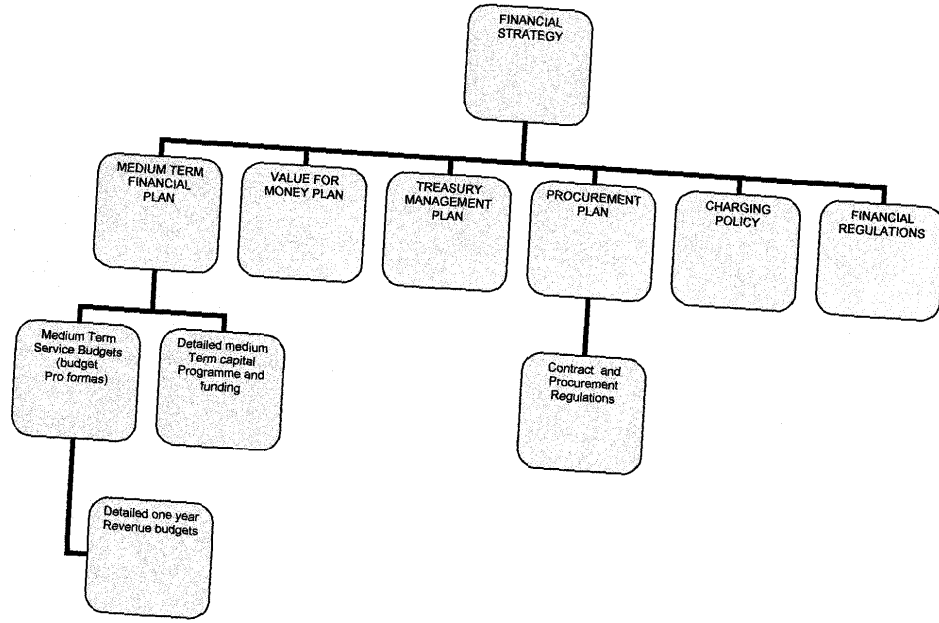 FINANCIAL
STRATEGY
MEDIUM TERM
FINANCIAL
PLAN
VALUE FOR
MONEY PLAN
TREASURY
MANAGEMENT
PLAN
PROCUREMENT
PLAN
CHARGING
POLICY
FINANCIAL
REGULATIONS
Medium Term
Service Budgets
(budget
Pro formas)
Detailed medium
Term capital
Programme and
funding
Contract and
Procurement
Regulations
Detailed one year
Revenue budgets